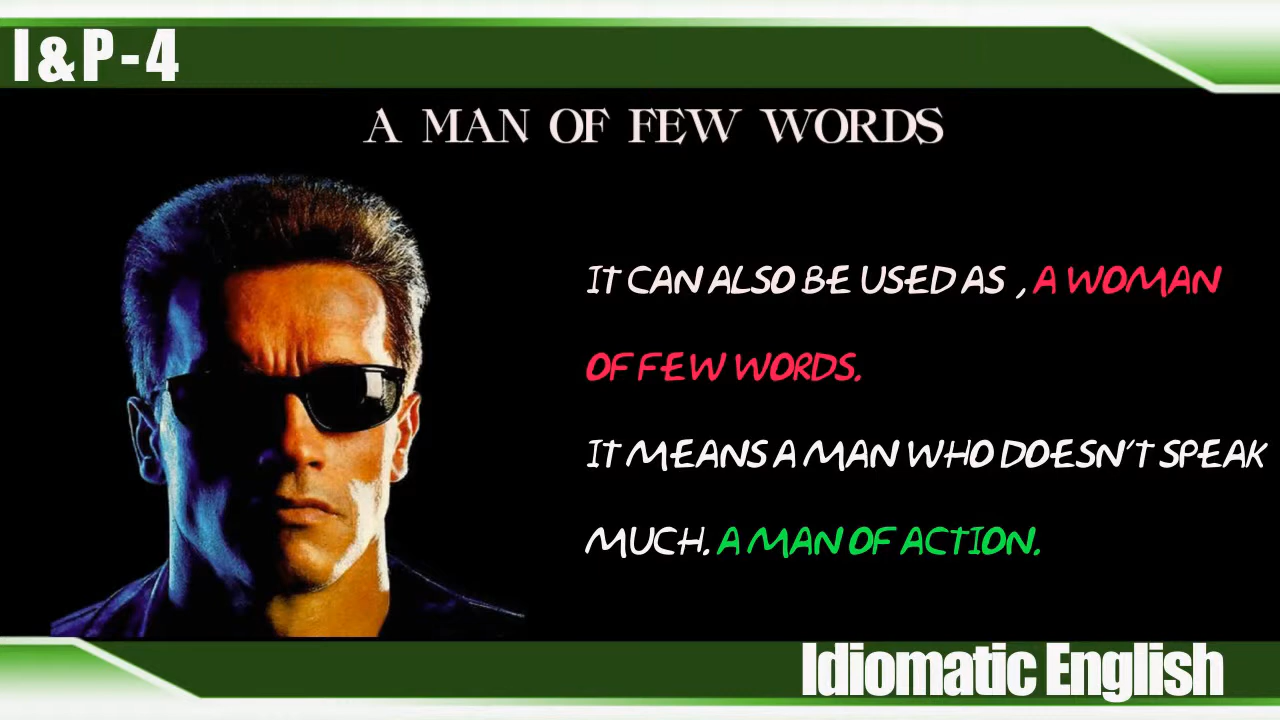 I&P-4
A MAN OF FEW WORDS
IT CAN ALSO BE USED AS , A WOMAN
OF FEW WORDS.
IT MEANS A MAN WHO DOESN'T SPEAK
MUCH. A MAN OF ACTION.
Idiomatic English